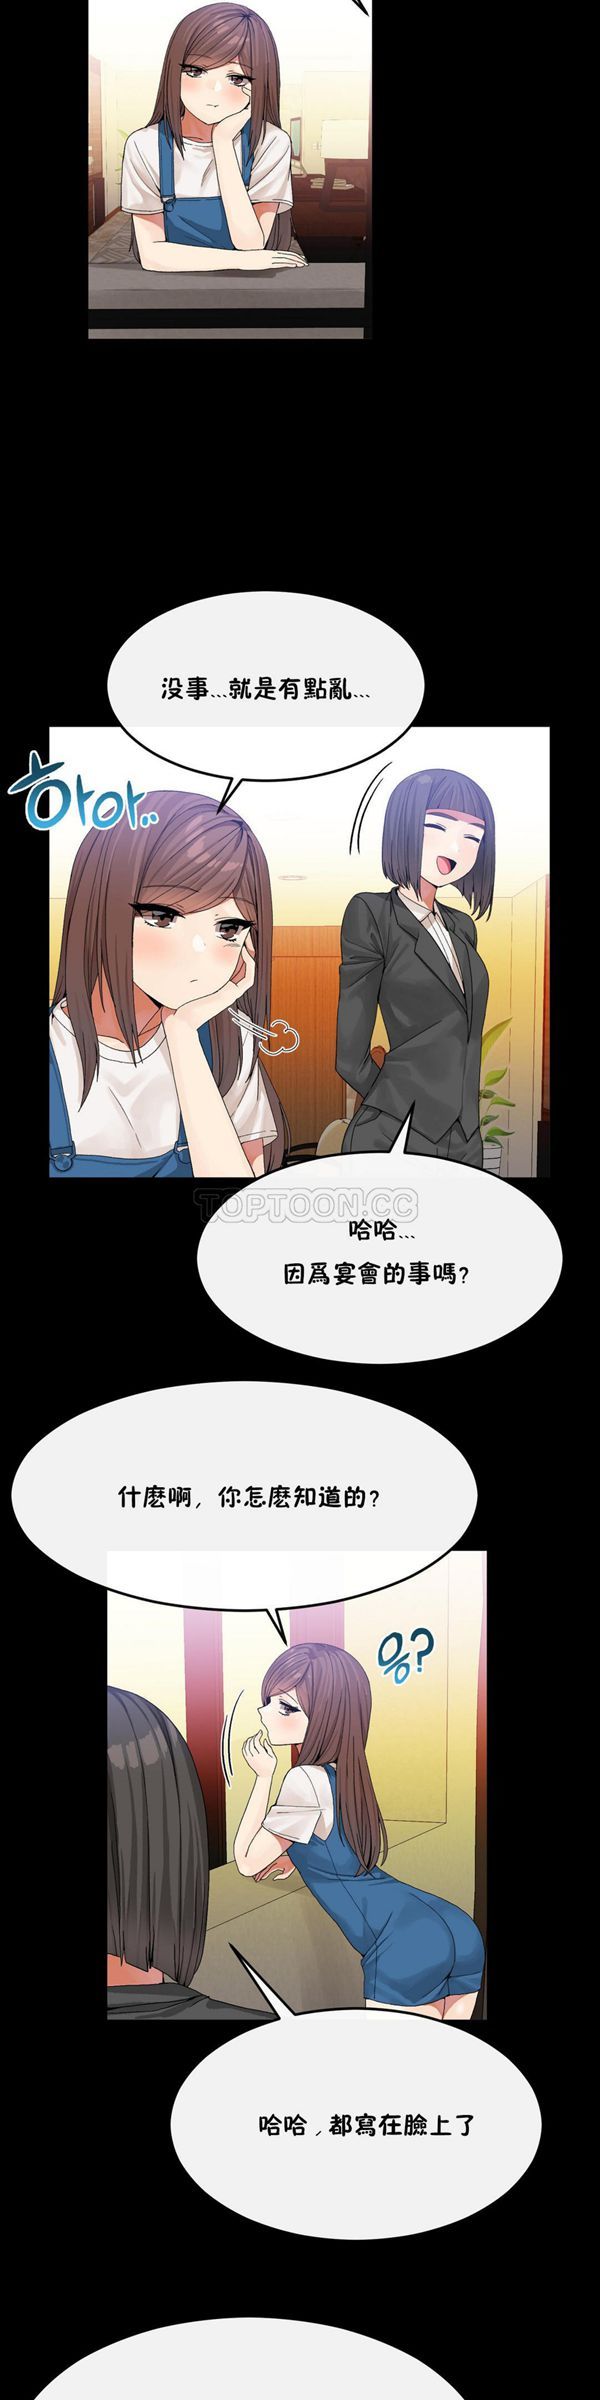 没事...就是有點亂...
하아..
TOPTOON.CC
哈哈...
因爲宴會的事嗎?
什麽啊，你怎麽知道的?
응?
哈哈，都寫在臉上了